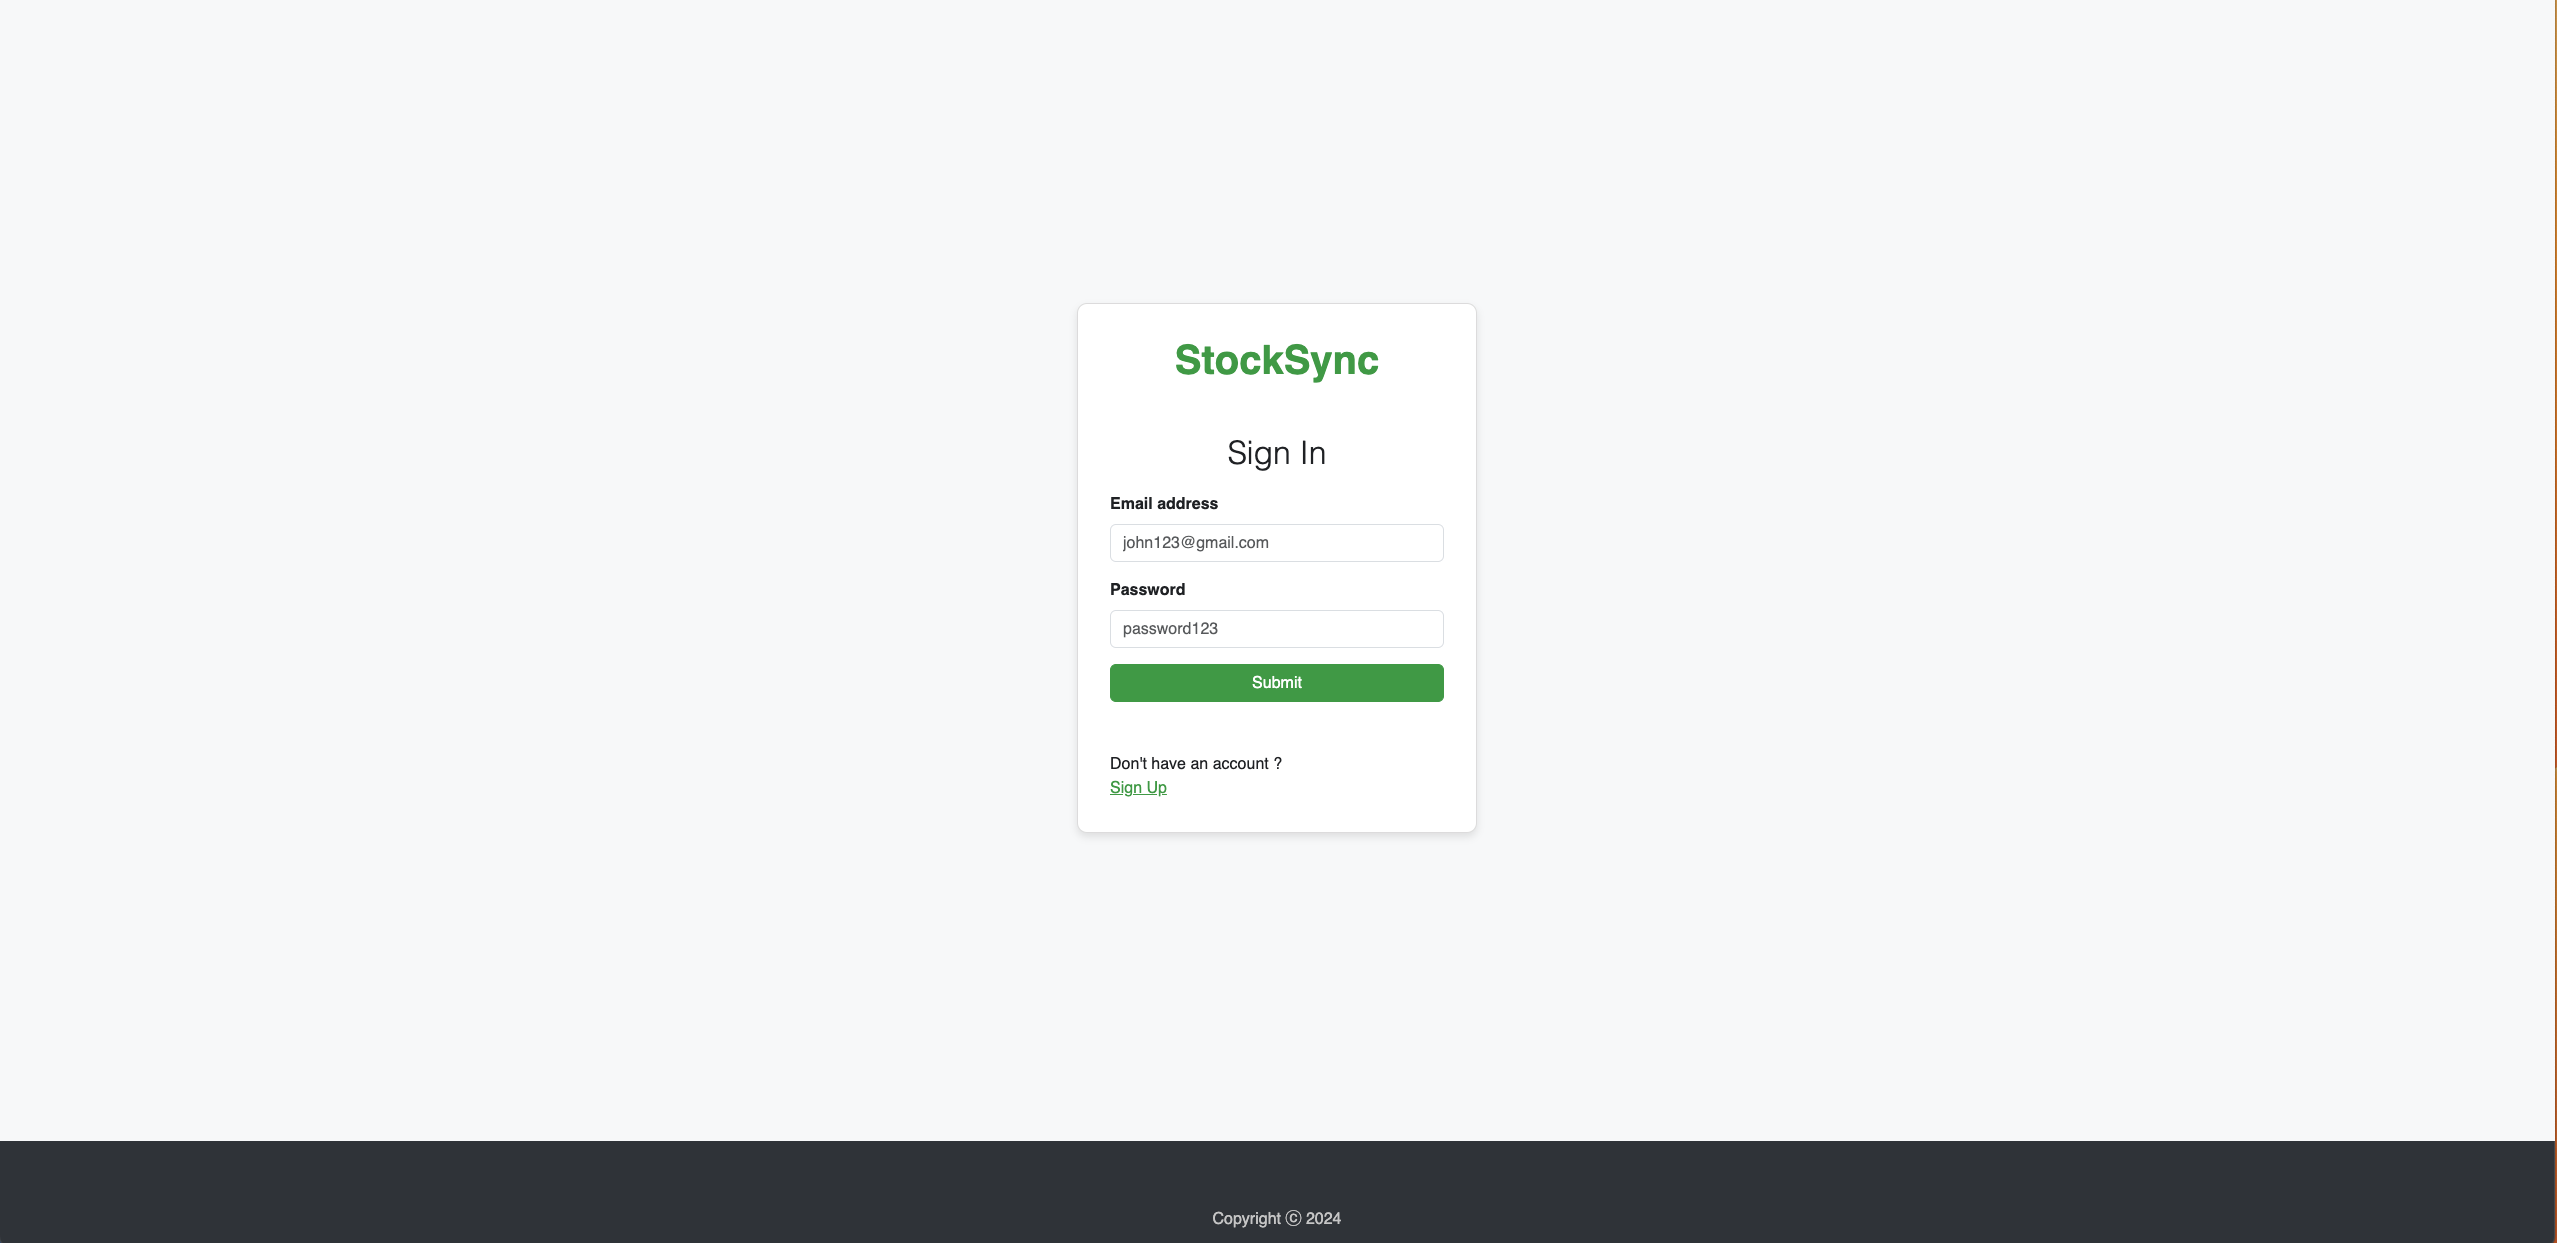 StockSync
Sign In
Email address
john123@gmail.com
Password
password123
Submit
Don't have an account ?
Sign Up
Copyright ⓒ 2024